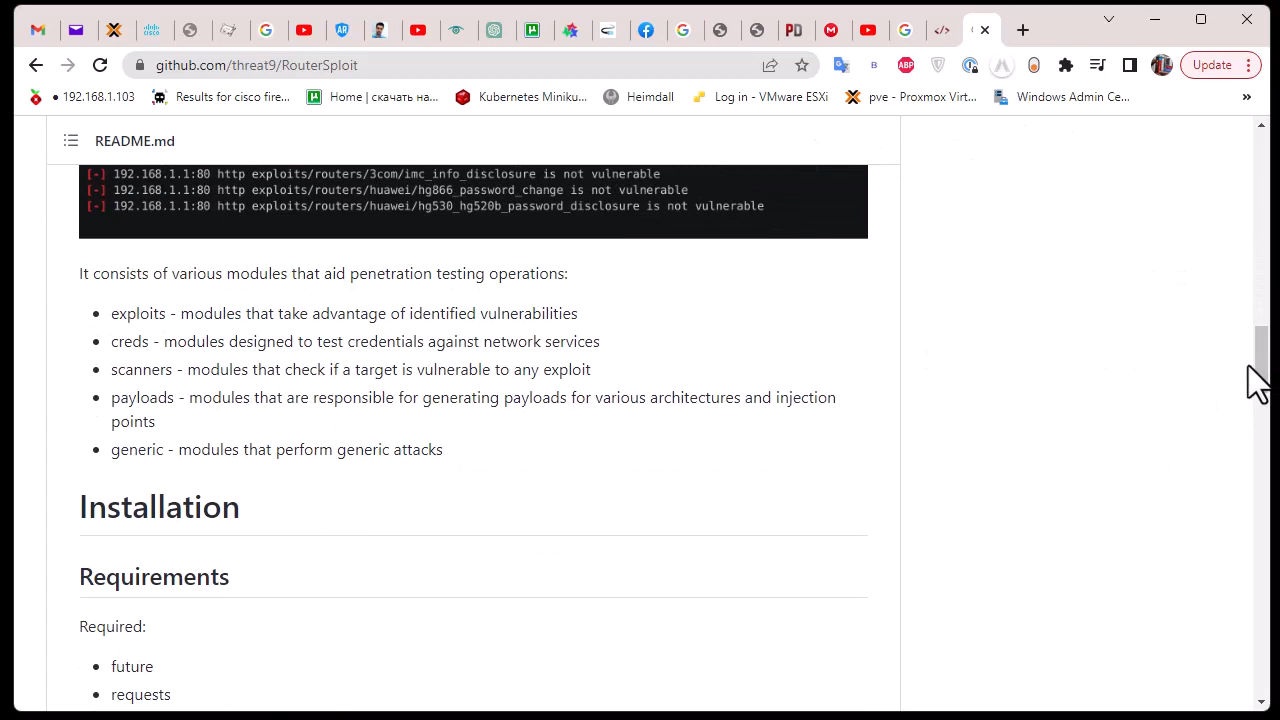 github.com/threat9/RouterSploit
Update
192.168.1.103
Results for cisco fire...
Home | скачать на...
Kubernetes Miniku...
Heimdall
Log in - VMware ESXi
pve - Proxmox Virt...
Windows Admin Ce...
»
README.md
[-] 192.168.1.1:80 http exploits/routers/3com/imc_info_disclosure is not vulnerable
[-] 192.168.1.1:80 http exploits/routers/huawei/hg866_password_change is not vulnerable
[-] 192.168.1.1:80 http exploits/routers/huawei/hg530_hg520b_password_disclosure is not vulnerable
It consists of various modules that aid penetration testing operations:
• exploits - modules that take advantage of identified vulnerabilities
• creds - modules designed to test credentials against network services
• scanners - modules that check if a target is vulnerable to any exploit
• payloads - modules that are responsible for generating payloads for various architectures and injection
points
• generic - modules that perform generic attacks
Installation
Requirements
Required:
• future
• requests